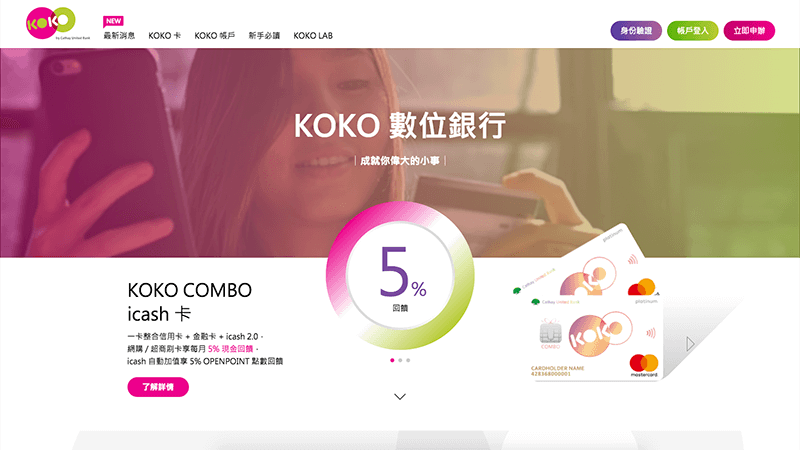 KOKO
by Cathay United Bank
NEW
最新消息
KOKO 卡
KOKO 帳戶
新手必讀
KOKO LAB
身份驗證
帳戶登入
立即申辦
KOKO 數位銀行
｜成就你偉大的小事｜
5%
回饋
KOKO COMBO
icash 卡
一卡整合信用卡 + 金融卡 + icash 2.0。
網購 / 超商刷卡享每月 5% 現金回饋。
icash 自動加值享 5% OPENPOINT 點數回饋
了解詳情
platinum
Cathay United Bank
platinum
COMBO
KOKO
CARDHOLDER NAME
mastercard